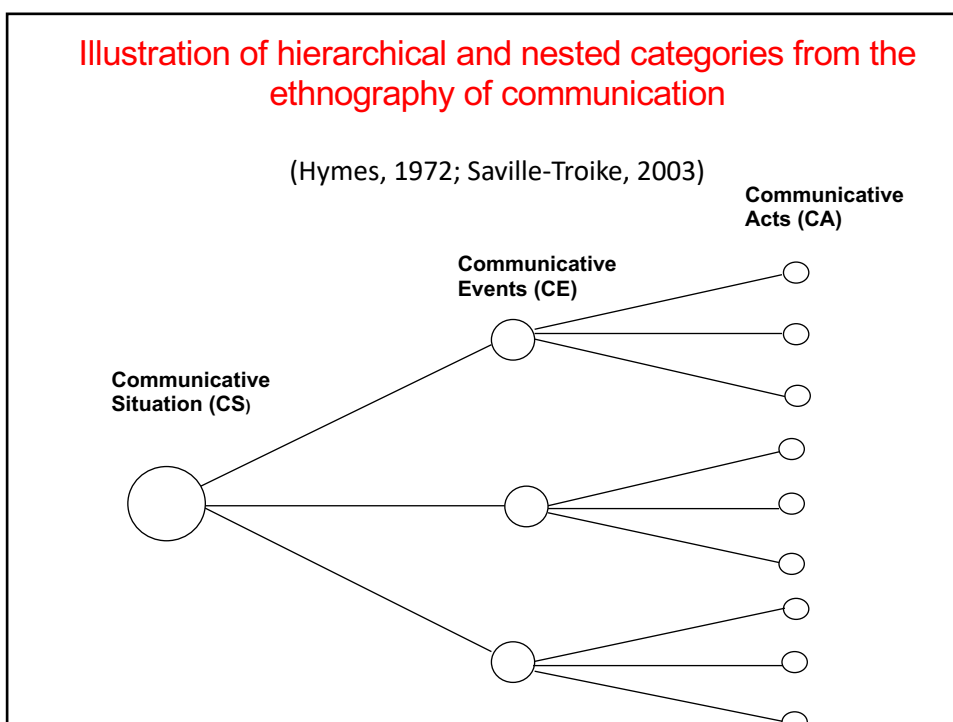 Illustration of hierarchical and nested categories from the
ethnography of communication
(Hymes, 1972; Saville-Troike, 2003)
Communicative
Acts (CA)
Communicative
Events (CE)
Communicative
Situation (CS)